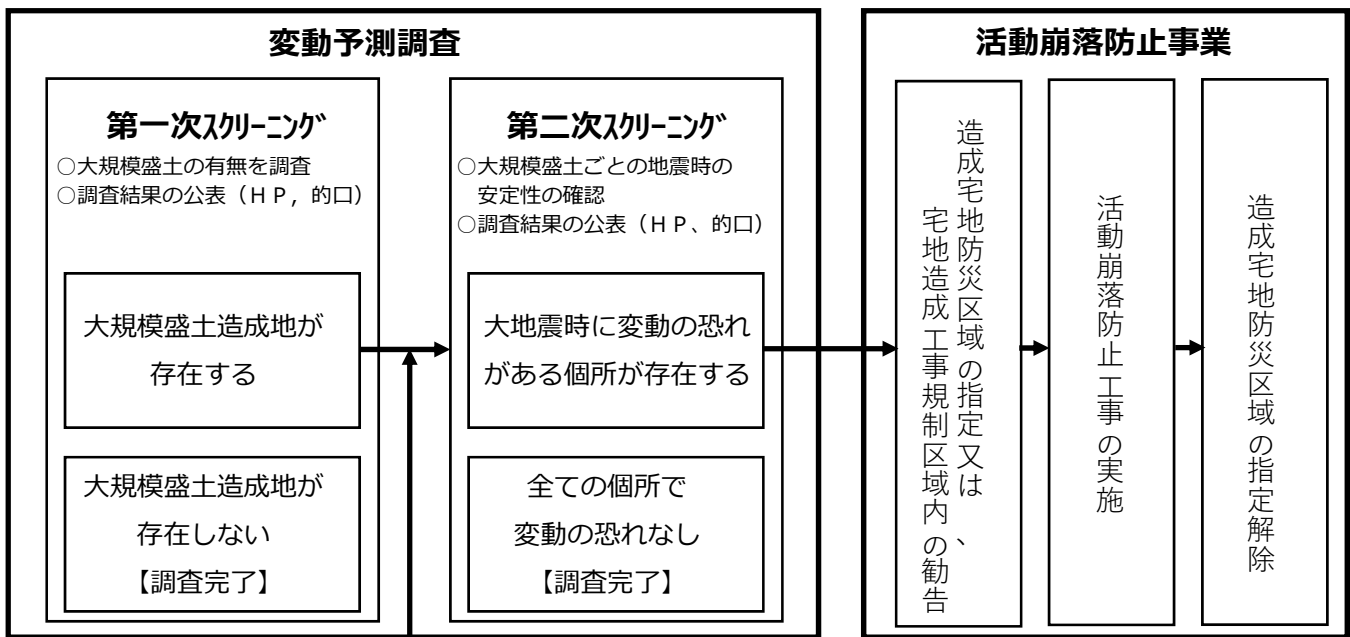 変動予測調査
第一次ｽｸﾘｰﾆﾝｸﾞ
○大規模盛土の有無を調査
○調査結果の公表（ＨＰ，的口）
大規模盛土造成地が
存在する
大規模盛土造成地が
存在しない
【調査完了】
第二次ｽｸﾘｰﾆﾝｸﾞ
○大規模盛土ごとの地震時の
安定性の確認
○調査結果の公表（ＨＰ、的口）
大地震時に変動の恐れ
がある個所が存在する
全ての個所で
変動の恐れなし
【調査完了】
活動崩落防止事業
造成宅地防災区域の指定又は、
宅地造成工事規制区域内の勧告
活動崩落防止工事の実施
造成宅地防災区域の指定解除